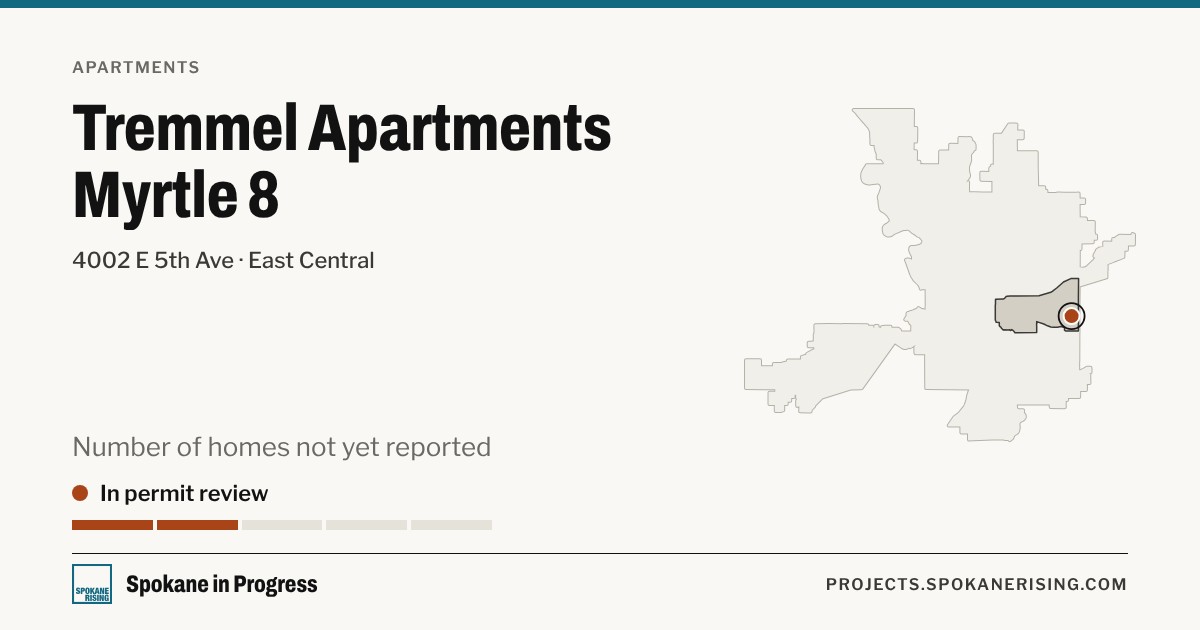 APARTMENTS
Tremmel Apartments
Myrtle 8
4002 E 5th Ave · East Central
Number of homes not yet reported
In permit review
SPOKANE
RISING
Spokane in Progress
PROJECTS.SPOKANERISING.COM